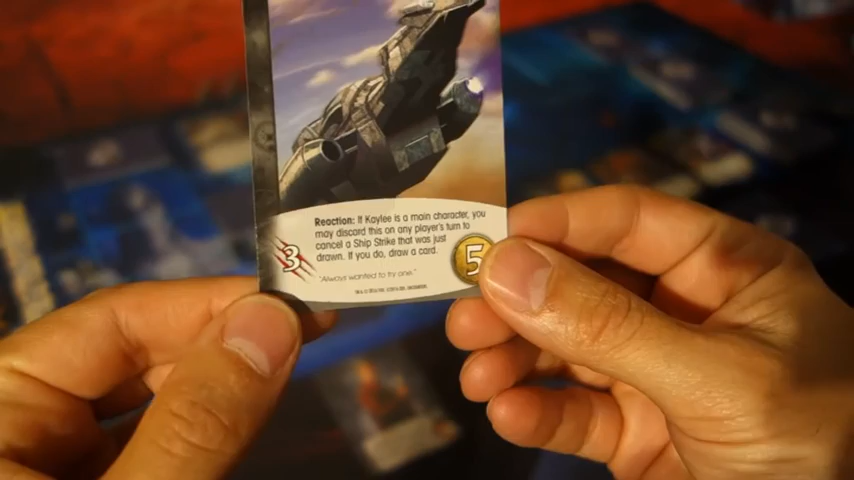 Reaction: If Kaylee is a main character, you
may discard this on any player's turn to
cancel a Ship Strike that was just
drawn. If you do, draw a card.
3
5
"Always wanted to try one."